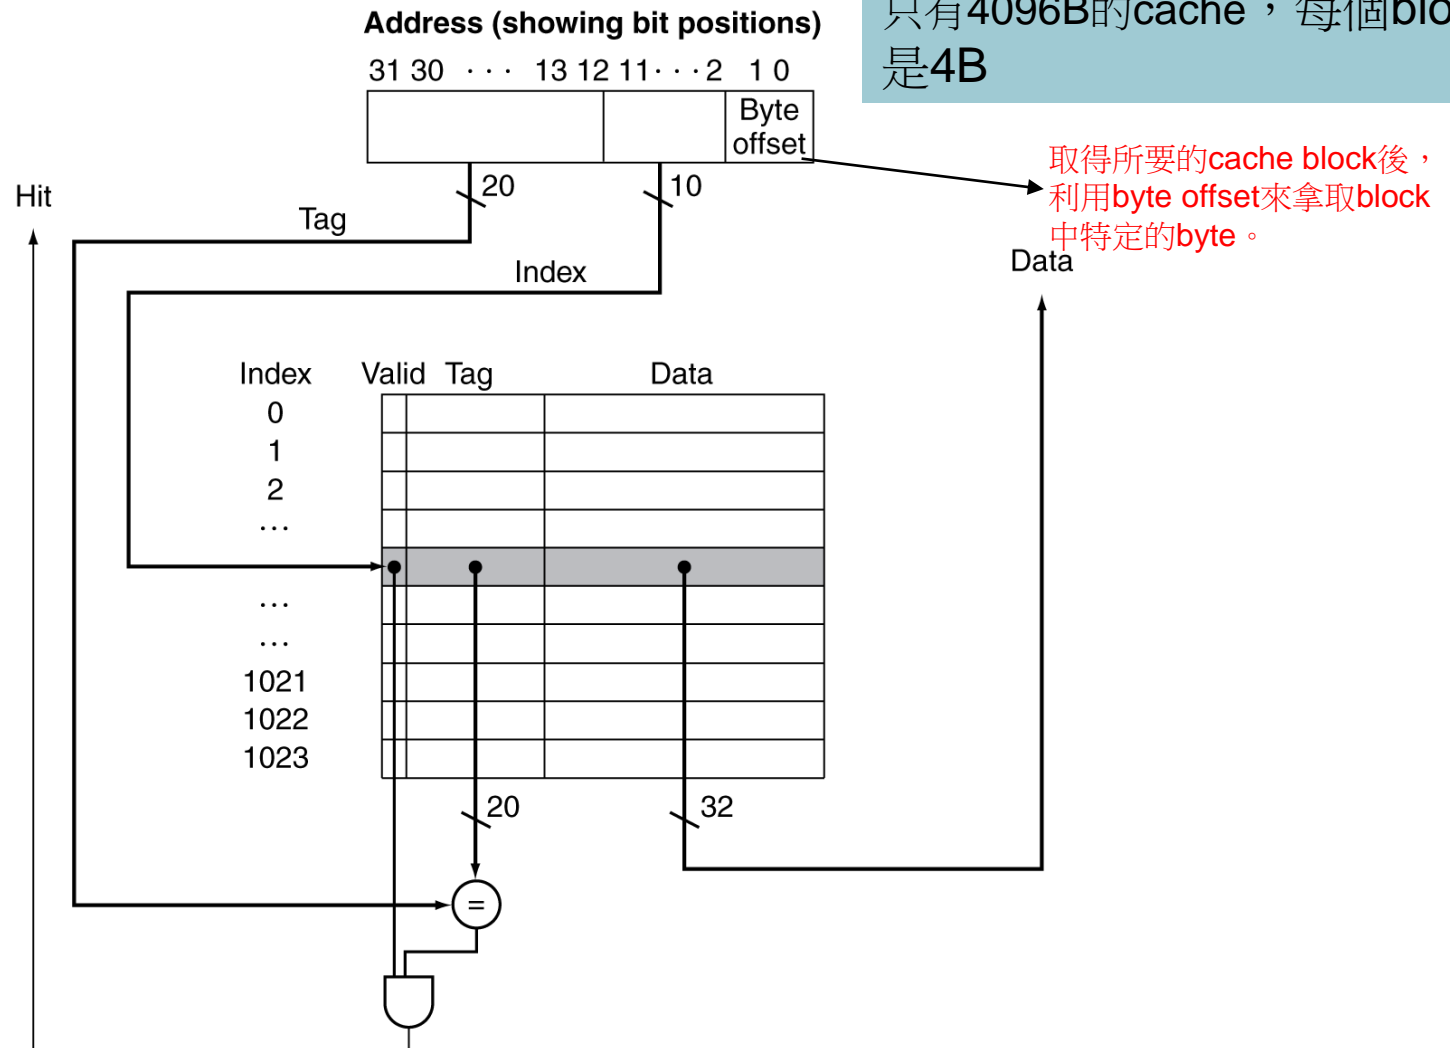 只有4096B的cache，每個blo
是4B
Address (showing bit positions)
31 30 ··· 13 12 11 ··· 2 1 0
Byte
offset
取得所要的cache block後，
利用byte offset來拿取block
中特定的byte。
20
10
Hit
Tag
Data
Index
Index Valid Tag Data
0
1
2
...
...
...
1021
1022
1023
20
32
=